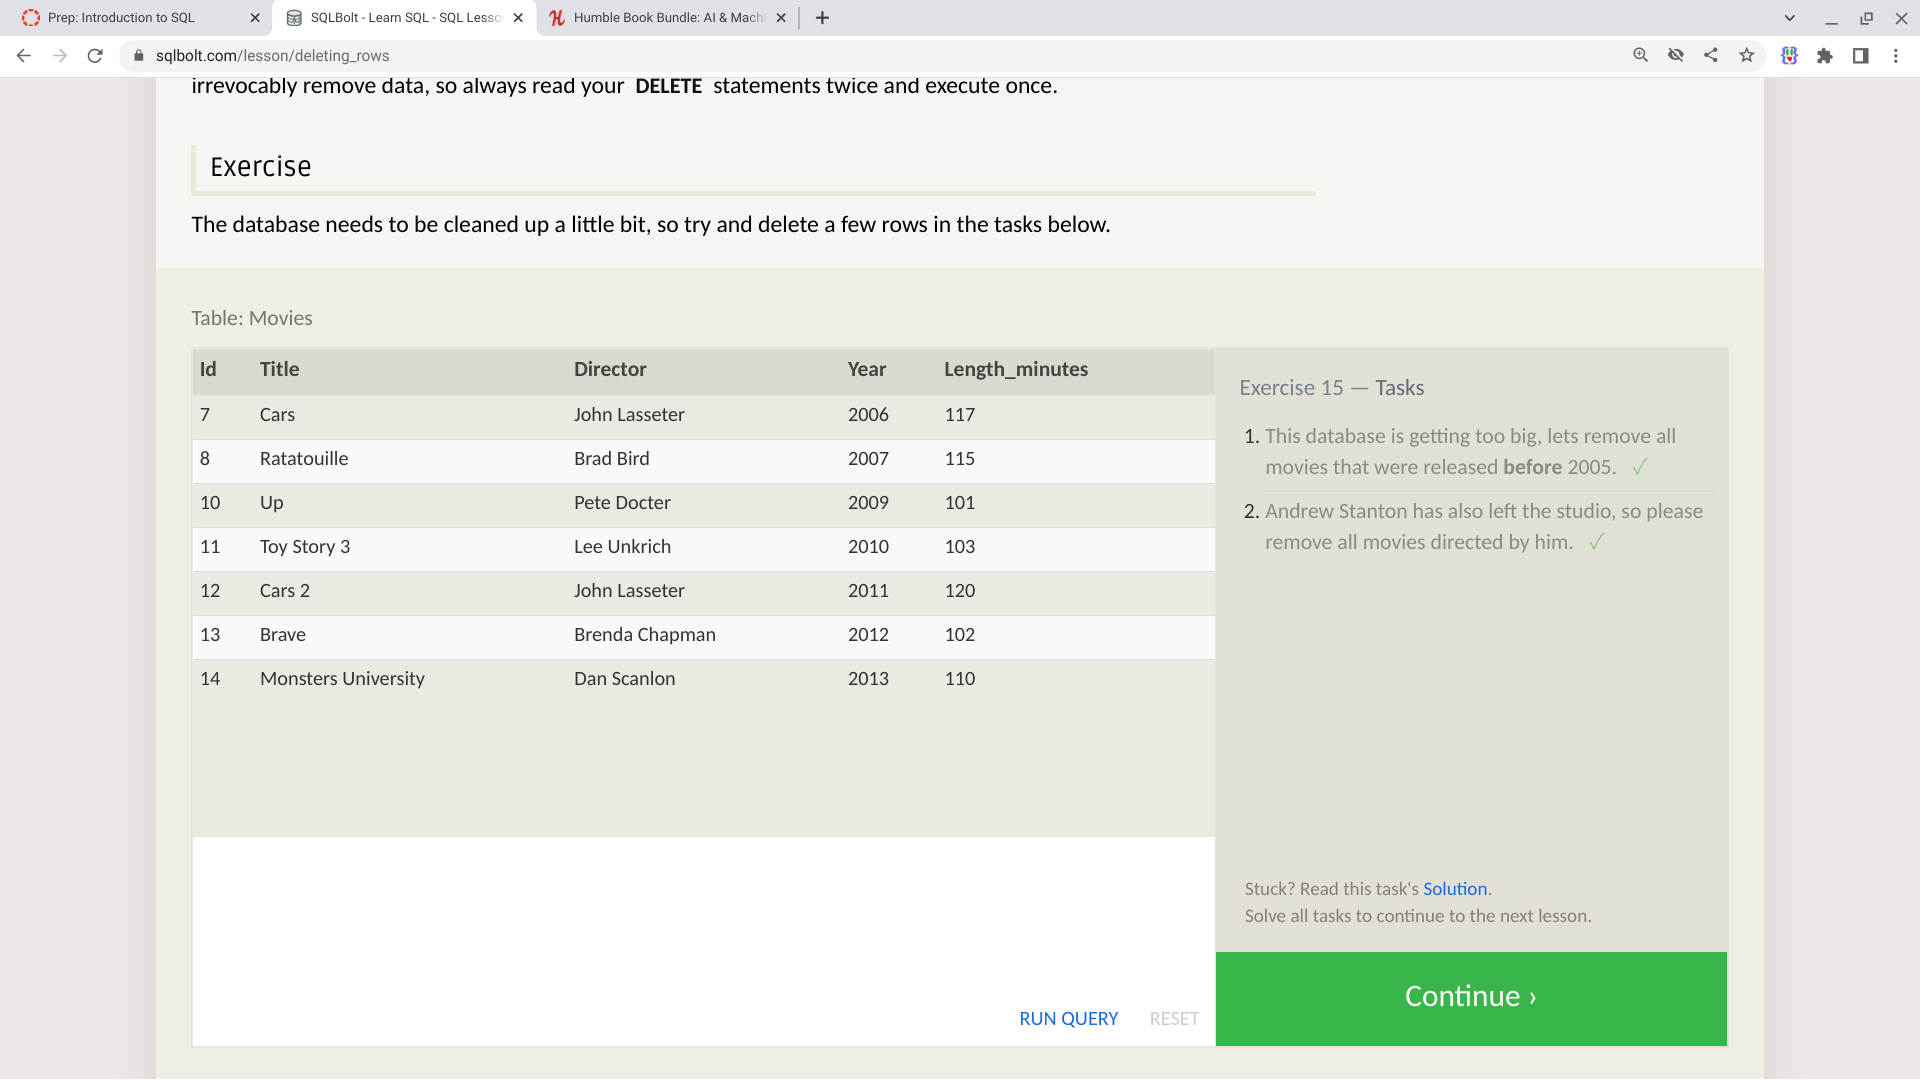 Prep: Introduction to SQL
SQLBolt - Learn SQL - SQL Lesso
Humble Book Bundle: AI & Machi
sqlbolt.com/lesson/deleting_rows
irrevocably remove data, so always read your DELETE statements twice and execute once.
Exercise
The database needs to be cleaned up a little bit, so try and delete a few rows in the tasks below.
Table: Movies
Id Title Director Year Length_minutes
7 Cars John Lasseter 2006 117
8 Ratatouille Brad Bird 2007 115
10 Up Pete Docter 2009 101
11 Toy Story 3 Lee Unkrich 2010 103
12 Cars 2 John Lasseter 2011 120
13 Brave Brenda Chapman 2012 102
14 Monsters University Dan Scanlon 2013 110
RUN QUERY RESET
Exercise 15 — Tasks
1. This database is getting too big, lets remove all
movies that were released before 2005. ✓
2. Andrew Stanton has also left the studio, so please
remove all movies directed by him. ✓
Stuck? Read this task's Solution.
Solve all tasks to continue to the next lesson.
Continue ›